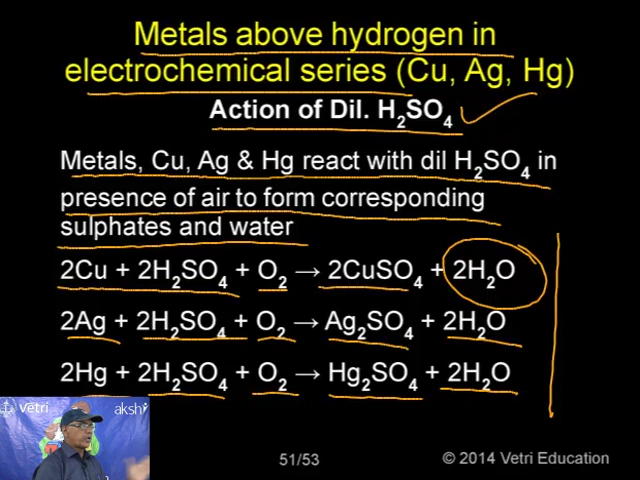 Metals above hydrogen in
electrochemical series (Cu, Ag, Hg)
Action of Dil. H₂SO₄
Metals, Cu, Ag & Hg react with dil H₂SO₄ in
presence of air to form corresponding
sulphates and water
2Cu + 2H₂SO₄ + O₂ → 2CuSO₄ + 2H₂O
2Ag + 2H₂SO₄ + O₂ → Ag₂SO₄ + 2H₂O
2Hg + 2H₂SO₄ + O₂ → Hg₂SO₄ + 2H₂O
Vetri akshi
51/53
© 2014 Vetri Education